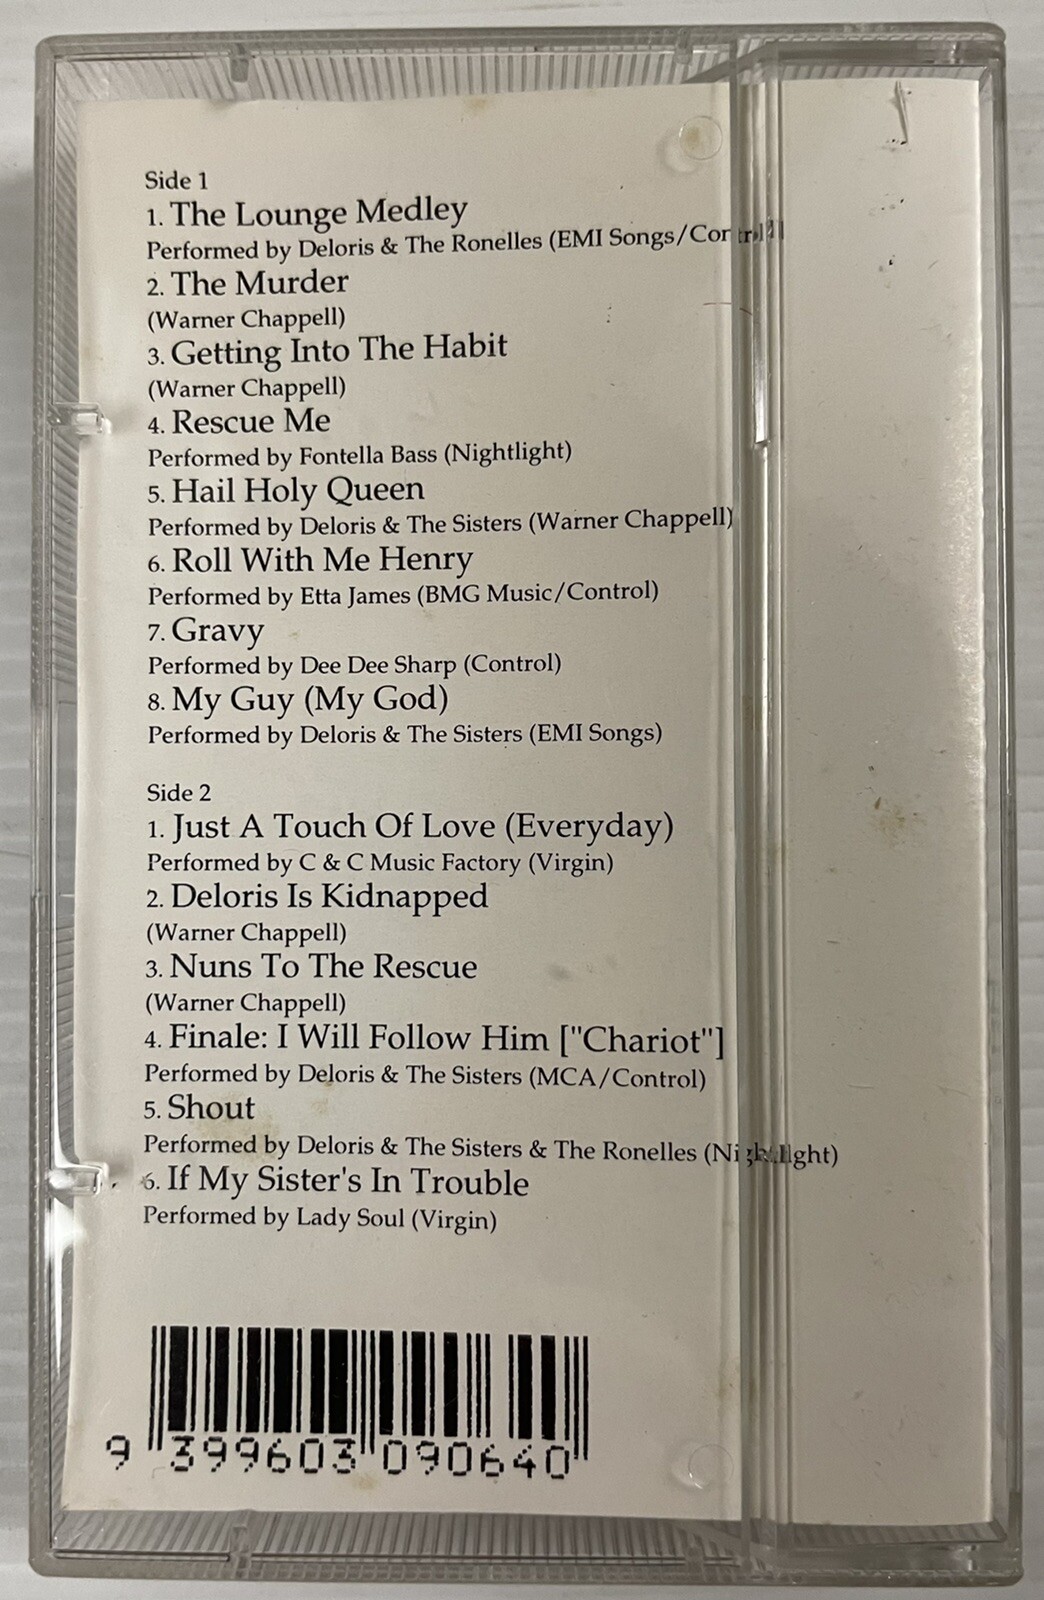 Side 1
1. The Lounge Medley
Performed by Deloris & The Ronelles (EMI Songs/Control)
2. The Murder
(Warner Chappell)
3. Getting Into The Habit
(Warner Chappell)
4. Rescue Me
Performed by Fontella Bass (Nightlight)
5. Hail Holy Queen
Performed by Deloris & The Sisters (Warner Chappell)
6. Roll With Me Henry
Performed by Etta James (BMG Music/Control)
7. Gravy
Performed by Dee Dee Sharp (Control)
8. My Guy (My God)
Performed by Deloris & The Sisters (EMI Songs)
Side 2
1. Just A Touch Of Love (Everyday)
Performed by C & C Music Factory (Virgin)
2. Deloris Is Kidnapped
(Warner Chappell)
3. Nuns To The Rescue
(Warner Chappell)
4. Finale: I Will Follow Him ["Chariot"]
Performed by Deloris & The Sisters (MCA/Control)
5. Shout
Performed by Deloris & The Sisters & The Ronelles (Nightlight)
6. If My Sister's In Trouble
Performed by Lady Soul (Virgin)
9 399603 090640